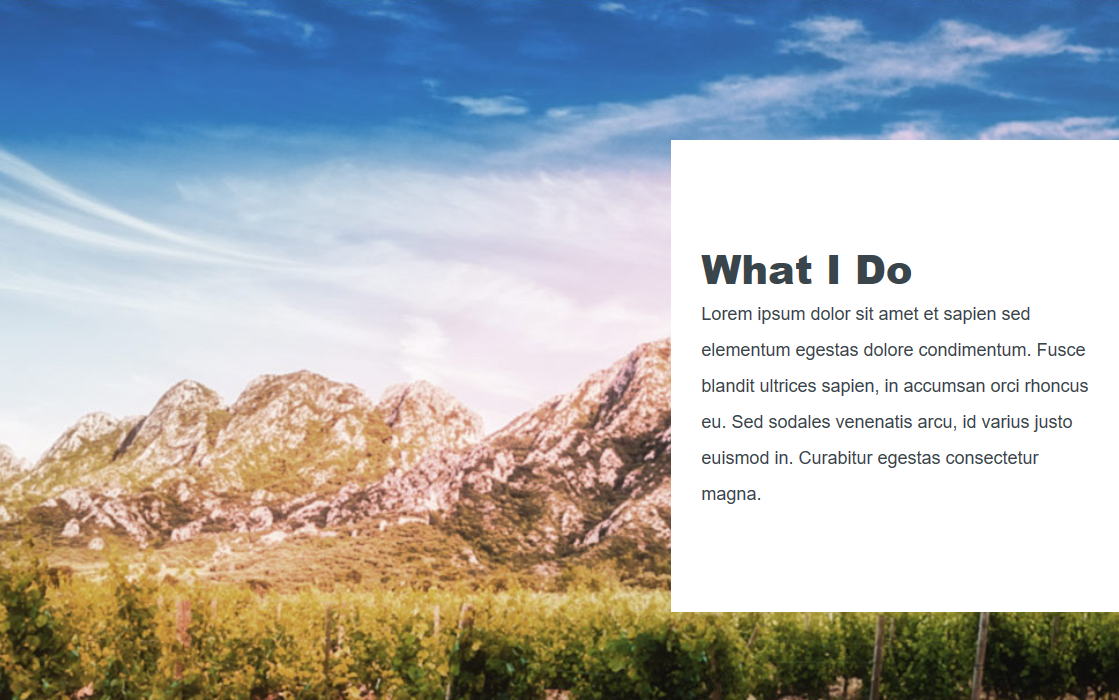 What I Do
Lorem ipsum dolor sit amet et sapien sed
elementum egestas dolore condimentum. Fusce
blandit ultrices sapien, in accumsan orci rhoncus
eu. Sed sodales venenatis arcu, id varius justo
euismod in. Curabitur egestas consectetur
magna.